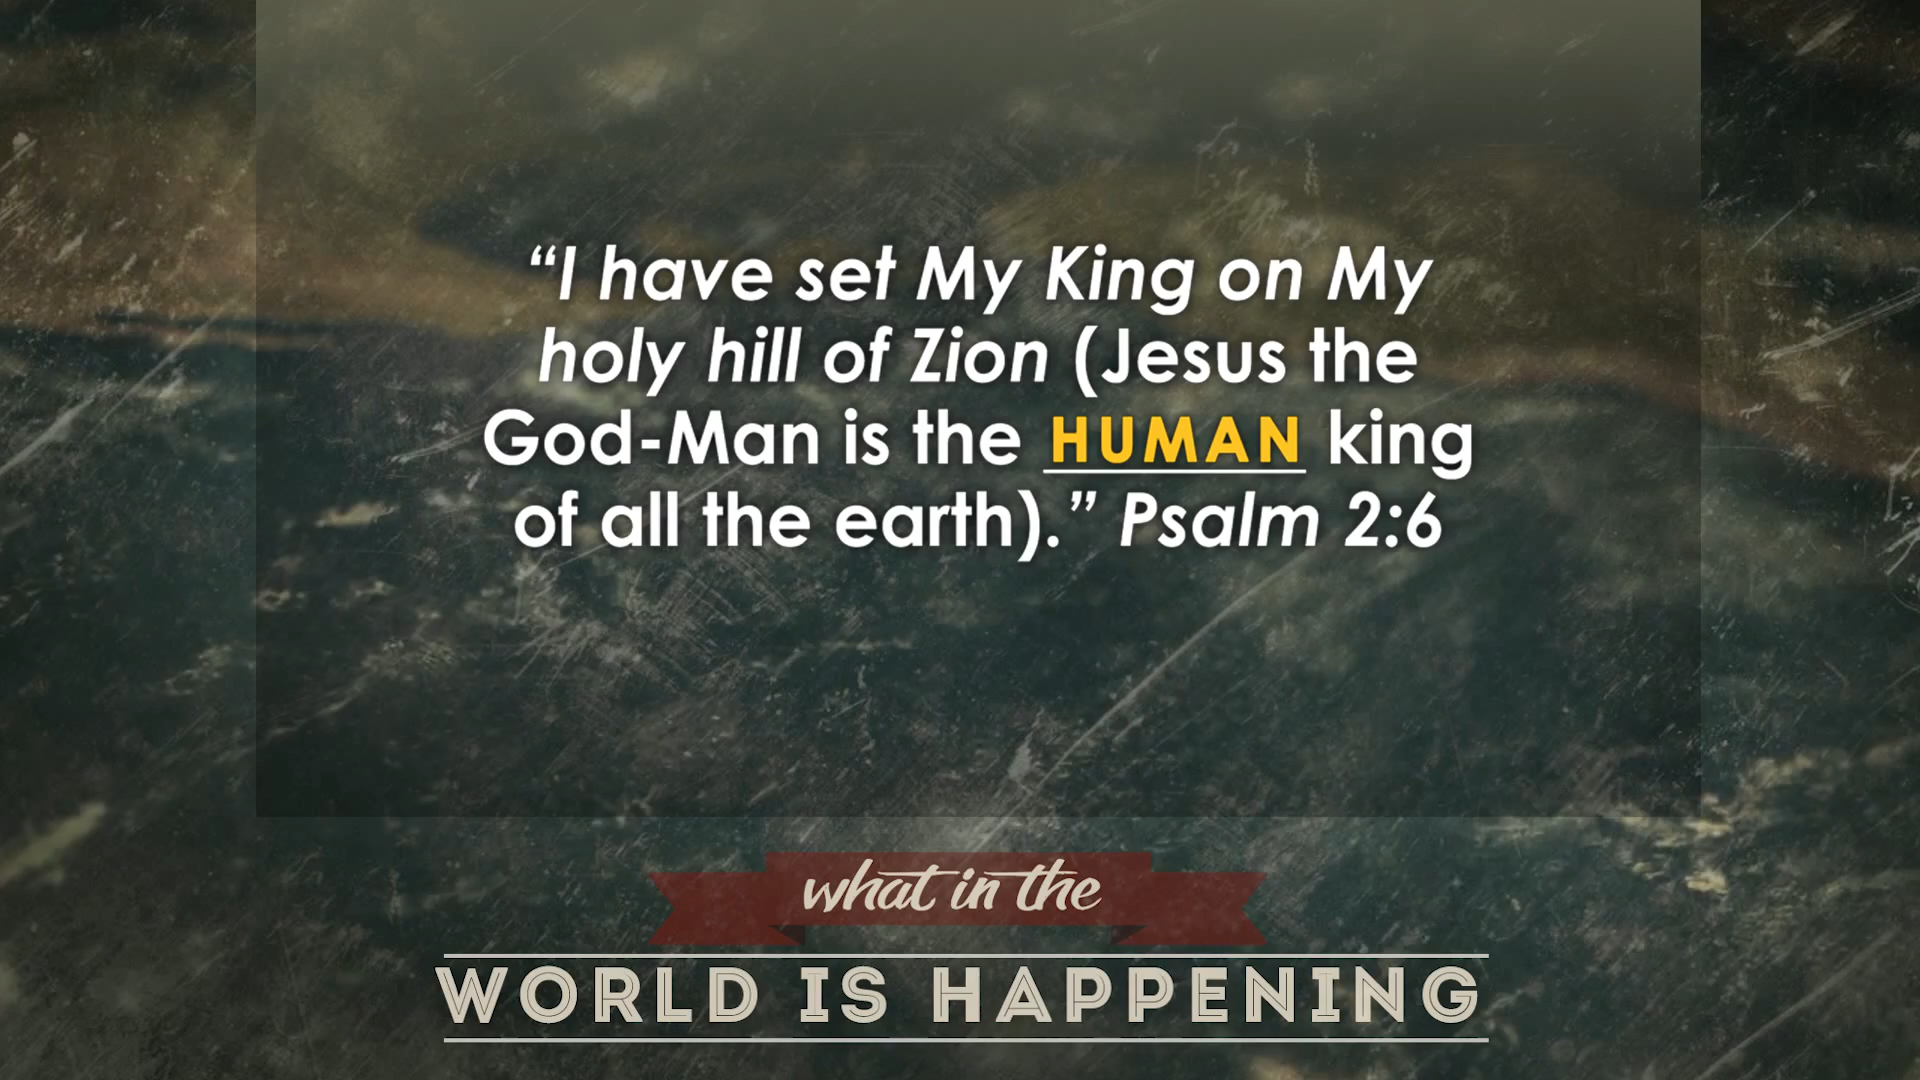 “I have set My King on My
holy hill of Zion (Jesus the
God-Man is the HUMAN king
of all the earth).” Psalm 2:6
what in the
WORLD IS HAPPENING